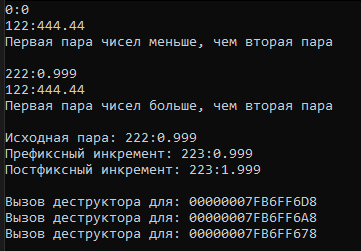 0:0
122:444.44
Первая пара чисел меньше, чем вторая пара
222:0.999
122:444.44
Первая пара чисел больше, чем вторая пара
Исходная пара: 222:0.999
Префиксный инкремент: 223:0.999
Постфиксный инкремент: 223:1.999
Вызов деструктора для: 00000007FB6FF6D8
Вызов деструктора для: 00000007FB6FF6A8
Вызов деструктора для: 00000007FB6FF678